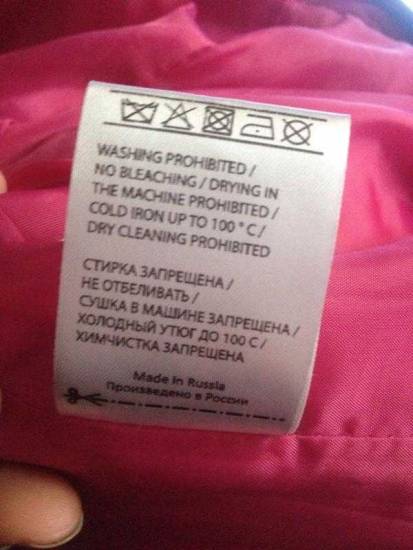 WASHING PROHIBITED /
NO BLEACHING / DRYING IN
THE MACHINE PROHIBITED /
COLD IRON UP TO 100 °C /
DRY CLEANING PROHIBITED
СТИРКА ЗАПРЕЩЕНА /
НЕ ОТБЕЛИВАТЬ /
СУШКА В МАШИНЕ ЗАПРЕЩЕНА /
ХОЛОДНЫЙ УТЮГ ДО 100 С /
ХИМЧИСТКА ЗАПРЕЩЕНА
Made In Russia
Произведено в России